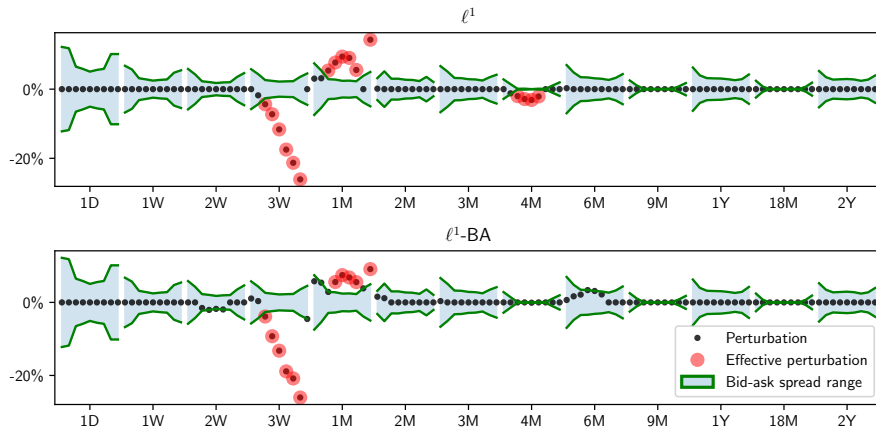 ℓ¹
0%
-20%
1D 1W 2W 3W 1M 2M 3M 4M 6M 9M 1Y 18M 2Y
ℓ¹-BA
0%
-20%
Perturbation
Effective perturbation
Bid-ask spread range
1D 1W 2W 3W 1M 2M 3M 4M 6M 9M 1Y 18M 2Y